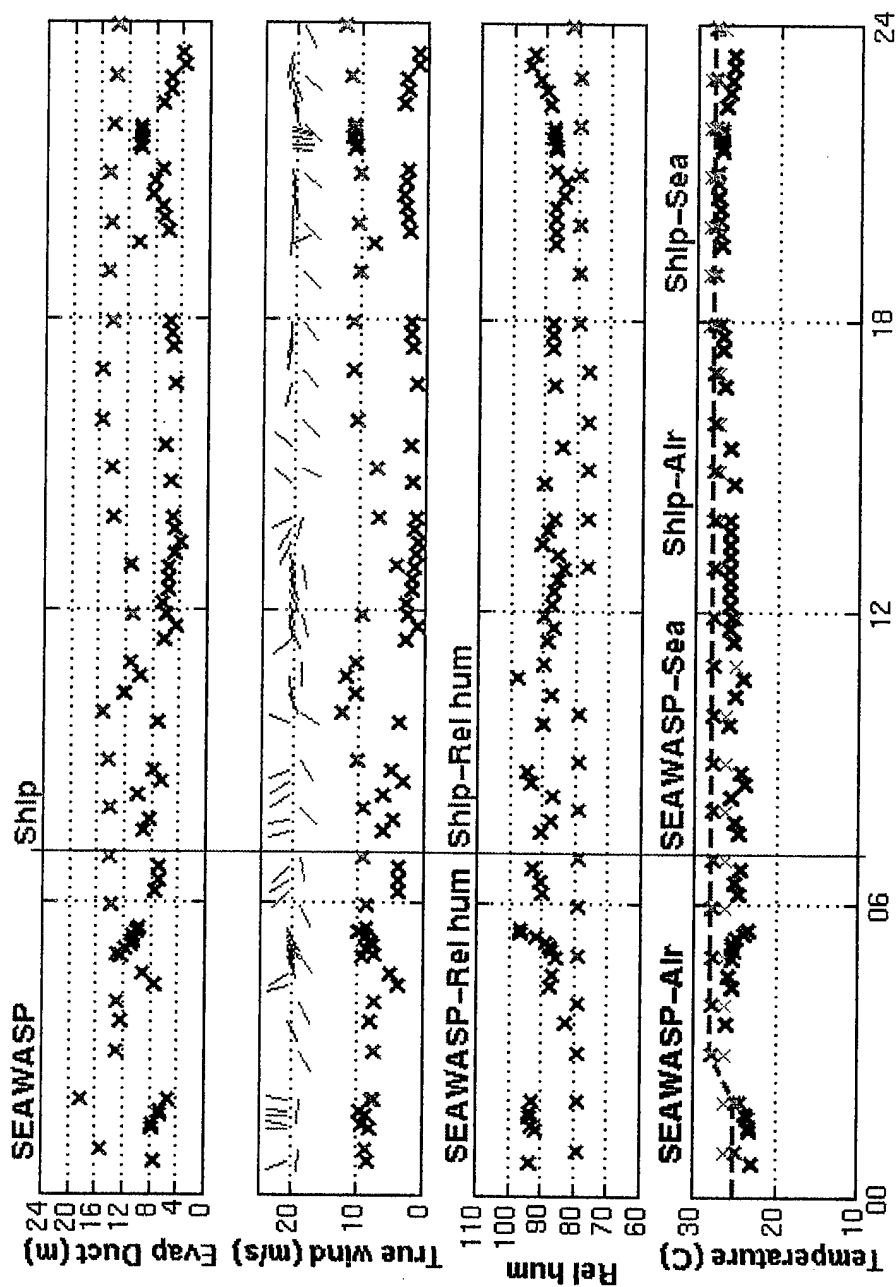 SEAWASP Ship
24
20
16
12
8
4
0
Evap Duct (m)
20
10
0
True wind (m/s)
SEAWASP-Rel hum Ship-Rel hum
110
100
90
80
70
60
Rel hum
SEAWASP-Air SEAWASP-Sea Ship-Air Ship-Sea
30
20
10
Temperature (C)
00 06 12 18 24